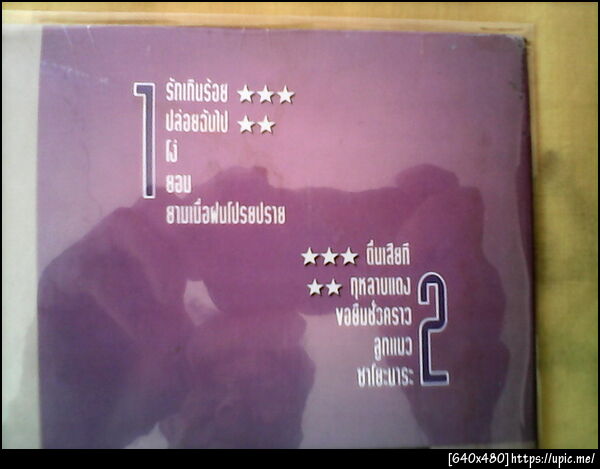 1
รักเกินร้อย ★★★
ปล่อยฉันไป ★★
โง่
ยอม
ยามเมื่อฝนโปรยปราย
★★★ ตื่นเสียที
★★ กุหลาบแดง
ขอยืมชั่วคราว
ลูกแมว
ซาโยะนาระ
2
[640x480]https://upic.me/